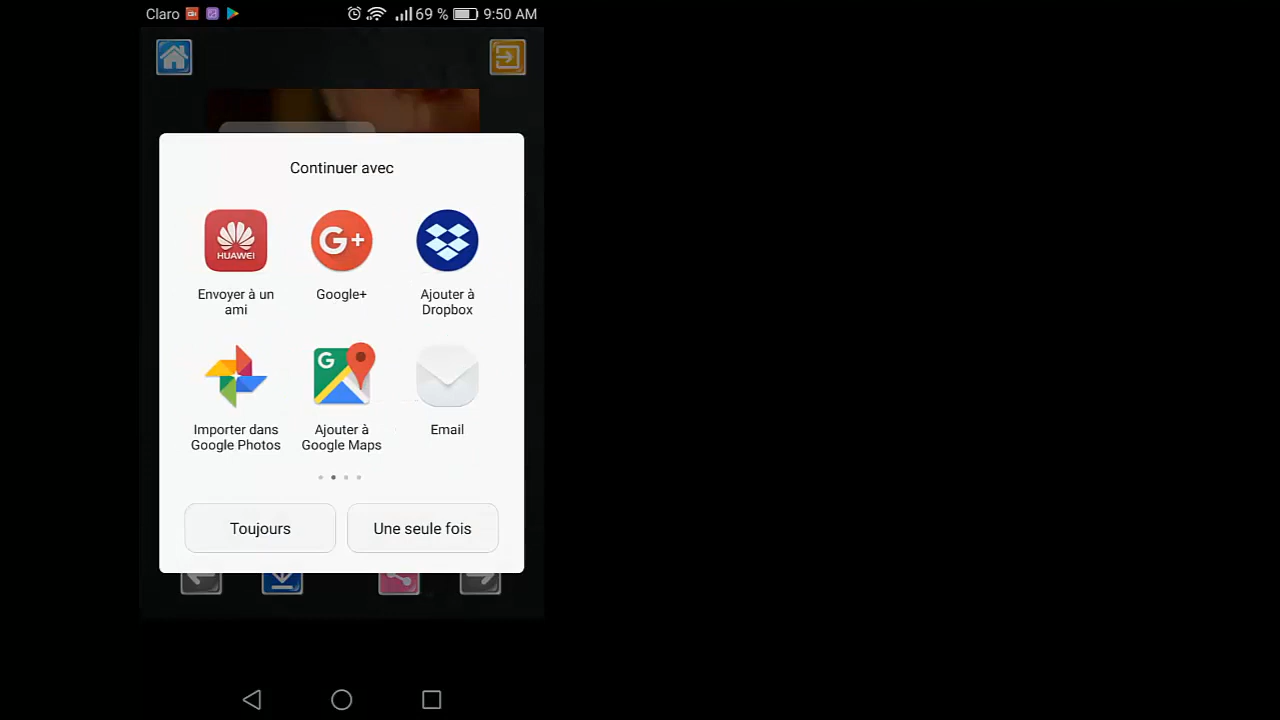 Claro 69 % 9:50 AM
Continuer avec
HUAWEI
G+
Envoyer à un
ami
Google+
Ajouter à
Dropbox
G
Importer dans
Google Photos
Ajouter à
Google Maps
Email
Toujours
Une seule fois